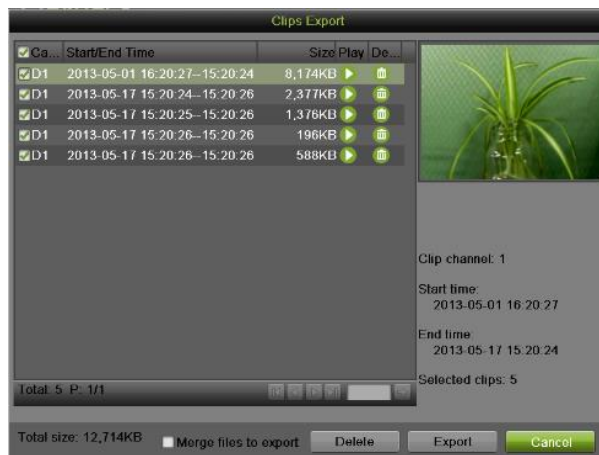 Clips Export
Ca... Start/End Time Size Play De...
D1 2013-05-01 16:20:27--15:20:24 8,174KB
D1 2013-05-17 15:20:24--15:20:26 2,377KB
D1 2013-05-17 15:20:25--15:20:26 1,376KB
D1 2013-05-17 15:20:26--15:20:26 196KB
D1 2013-05-17 15:20:26--15:20:26 588KB
Total: 5 P: 1/1
Clip channel: 1
Start time:
2013-05-01 16:20:27
End time:
2013-05-17 15:20:24
Selected clips: 5
Total size: 12,714KB Merge files to export Delete Export Cancel